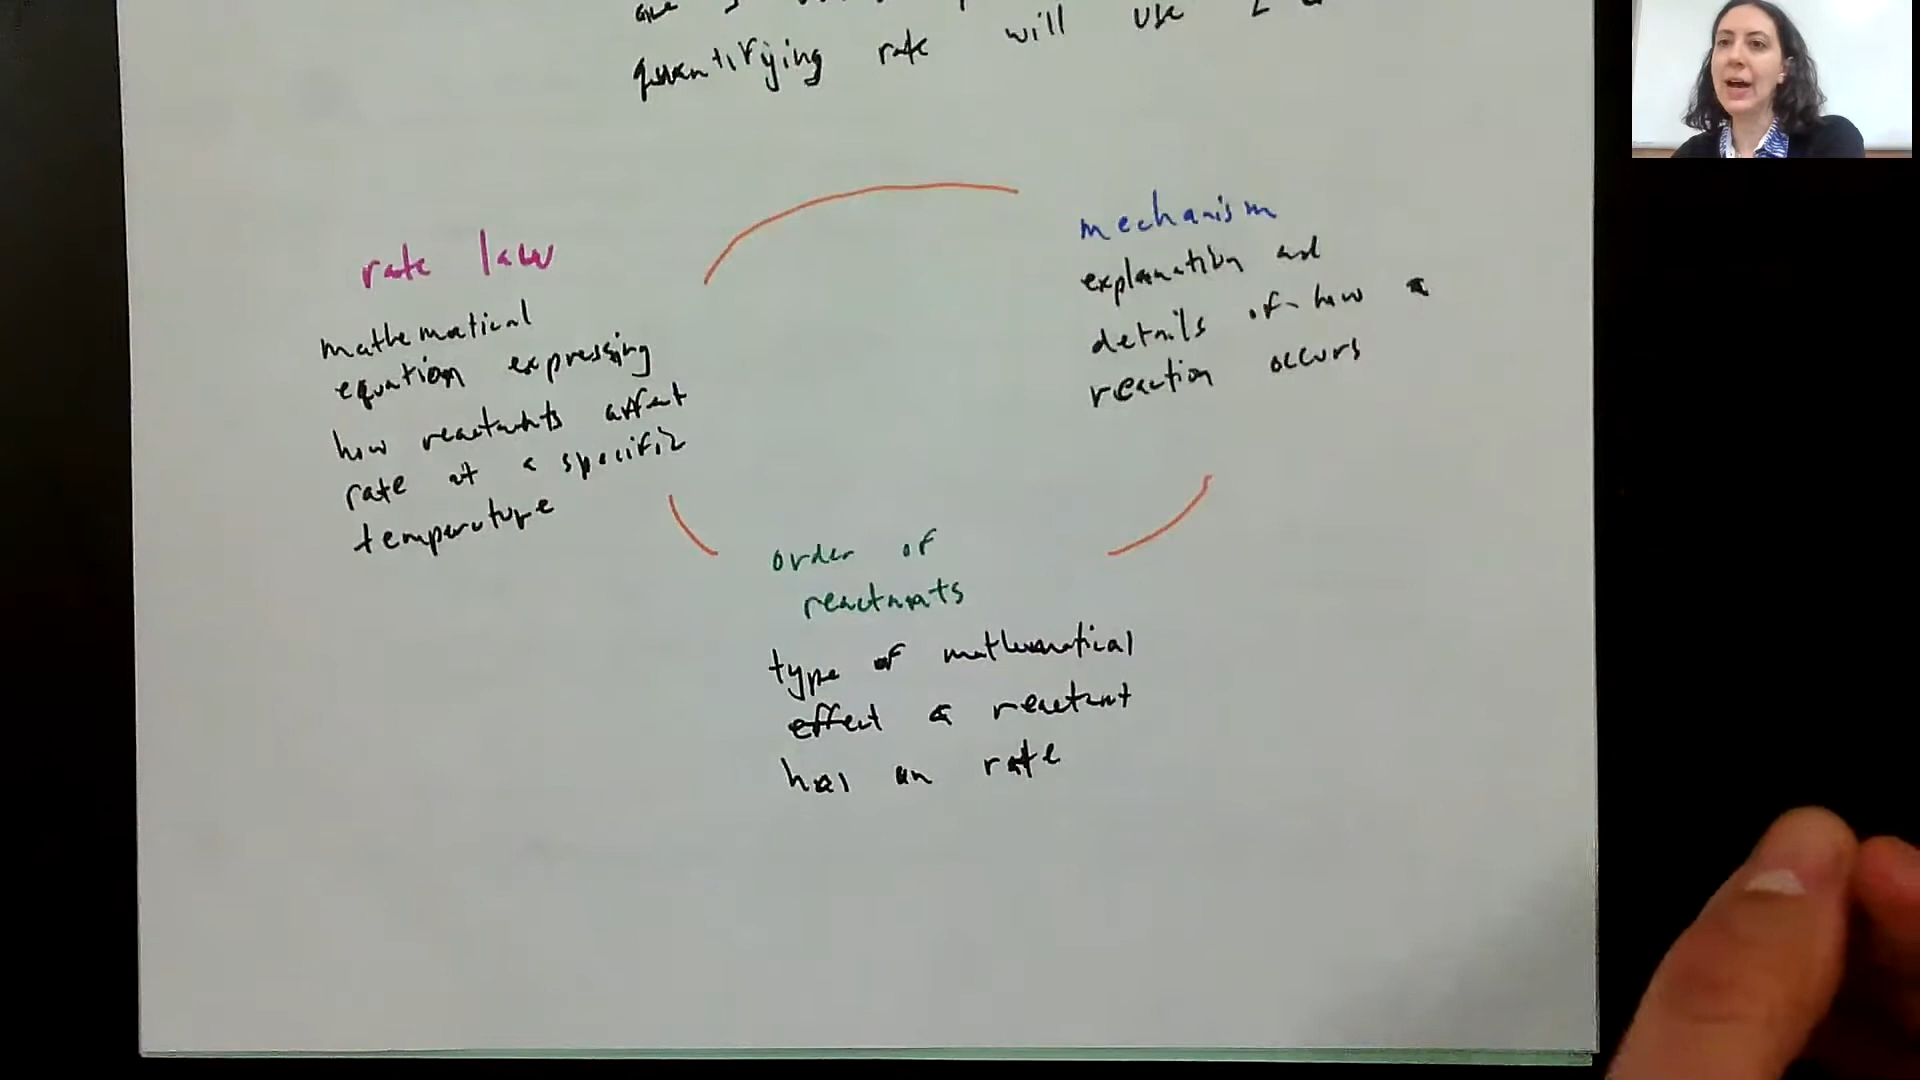 quantifying rate will use
rate law
mathematical
equation expressing
how reactants affect
rate at a specific
temperature
mechanism
explanation and
details of how a
reaction occurs
order of
reactants
type of mathematical
effect a reactant
has on rate